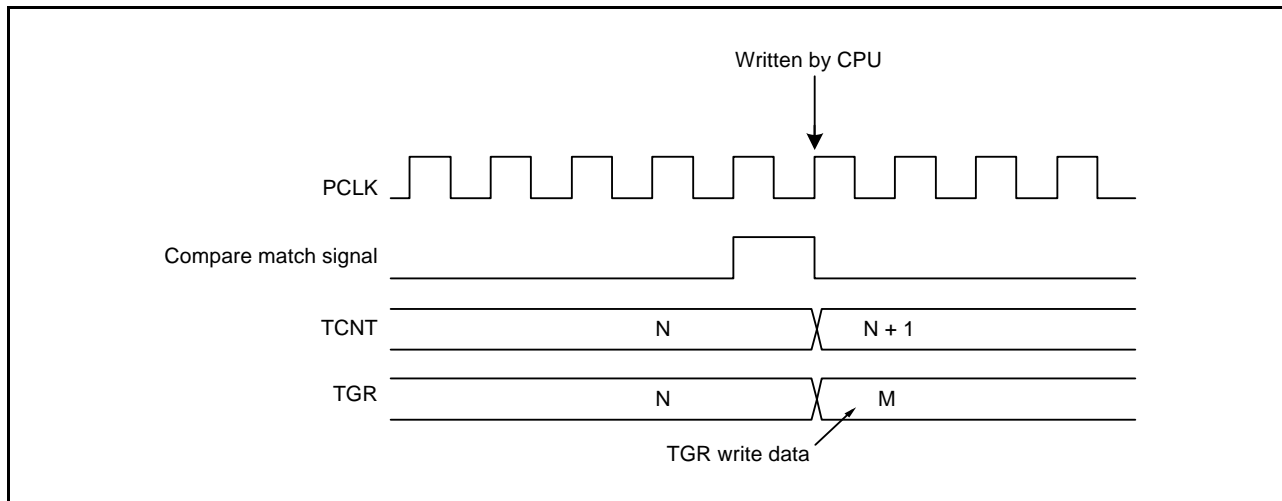 Written by CPU
PCLK
Compare match signal
TCNT
N
N + 1
TGR
N
M
TGR write data